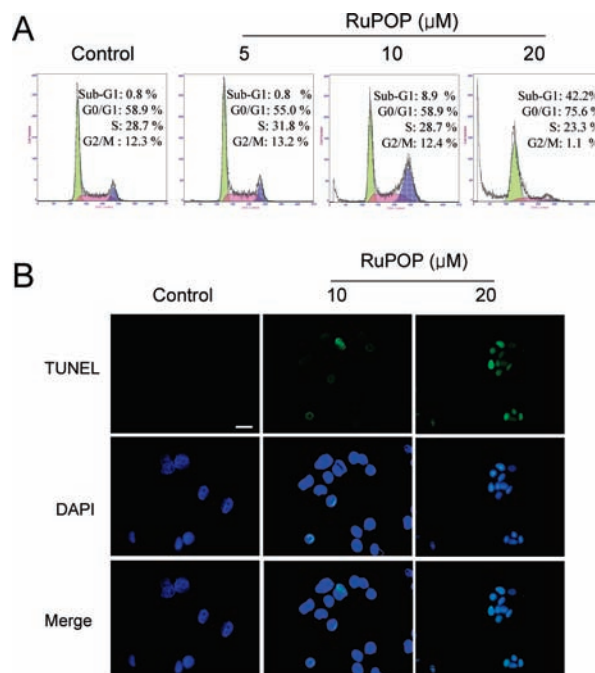 A
RuPOP (µM)
Control
5
10
20
Sub-G1: 0.8 %
G0/G1: 58.9 %
S: 28.7 %
G2/M : 12.3 %
Sub-G1: 0.8 %
G0/G1: 55.0 %
S: 31.8 %
G2/M: 13.2 %
Sub-G1: 8.9 %
G0/G1: 58.9 %
S: 28.7 %
G2/M: 12.4 %
Sub-G1: 42.2%
G0/G1: 75.6 %
S: 23.3 %
G2/M: 1.1 %
B
RuPOP (µM)
Control
10
20
TUNEL
DAPI
Merge